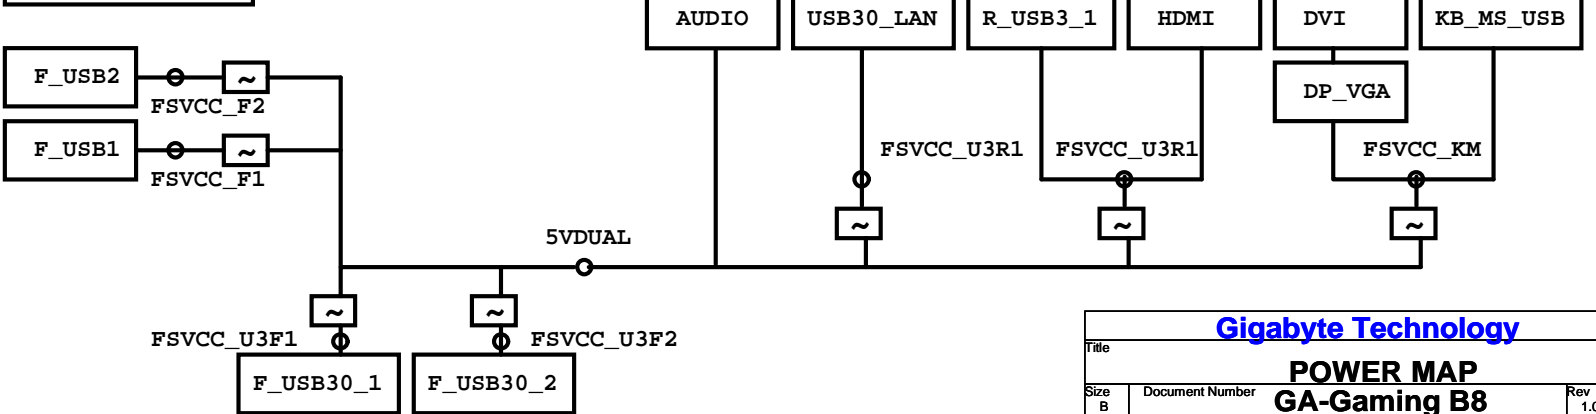 AUDIO
USB30_LAN
R_USB3_1
HDMI
DVI
KB_MS_USB
F_USB2
~
FSVCC_F2
DP_VGA
F_USB1
~
FSVCC_F1
FSVCC_U3R1
FSVCC_U3R1
FSVCC_KM
~
~
~
5VDUAL
~
~
FSVCC_U3F1
FSVCC_U3F2
F_USB30_1
F_USB30_2
Gigabyte Technology
Title
POWER MAP
Size
B
Document Number
GA-Gaming B8
Rev